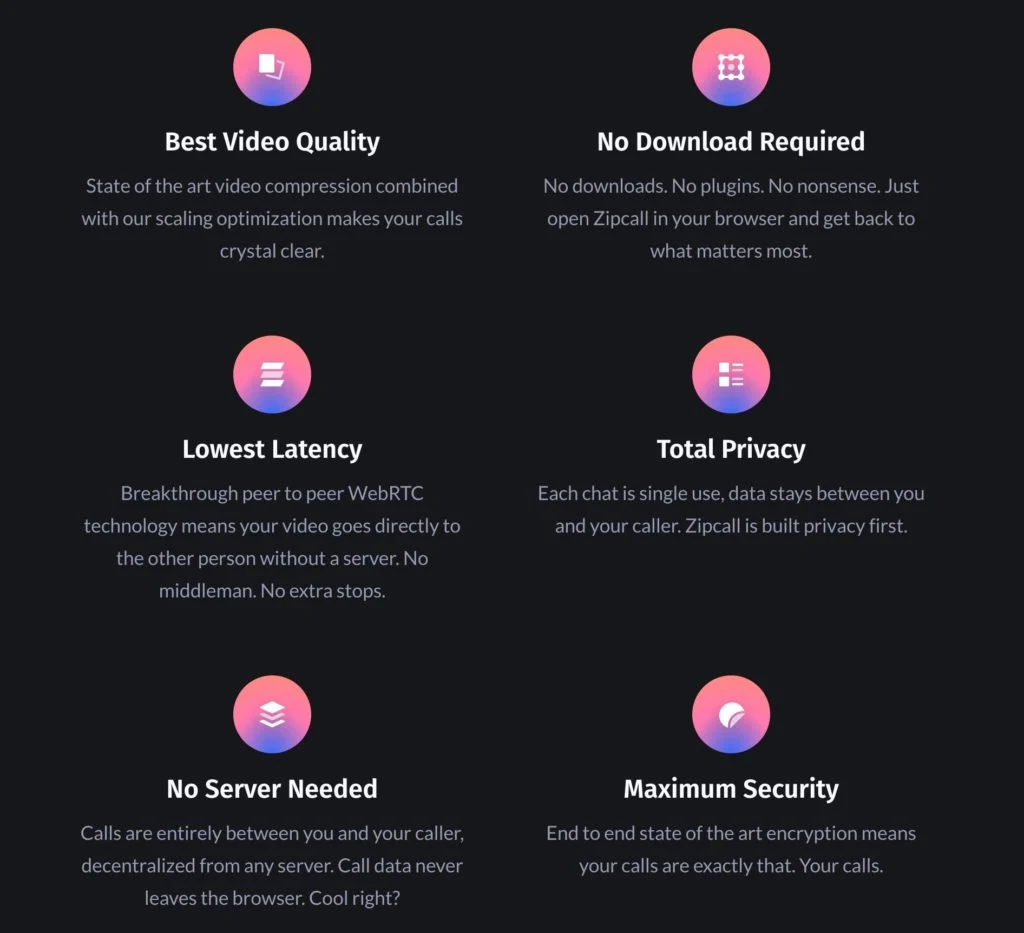 Best Video Quality
State of the art video compression combined
with our scaling optimization makes your calls
crystal clear.
No Download Required
No downloads. No plugins. No nonsense. Just
open Zipcall in your browser and get back to
what matters most.
Lowest Latency
Breakthrough peer to peer WebRTC
technology means your video goes directly to
the other person without a server. No
middleman. No extra stops.
Total Privacy
Each chat is single use, data stays between you
and your caller. Zipcall is built privacy first.
No Server Needed
Calls are entirely between you and your caller,
decentralized from any server. Call data never
leaves the browser. Cool right?
Maximum Security
End to end state of the art encryption means
your calls are exactly that. Your calls.